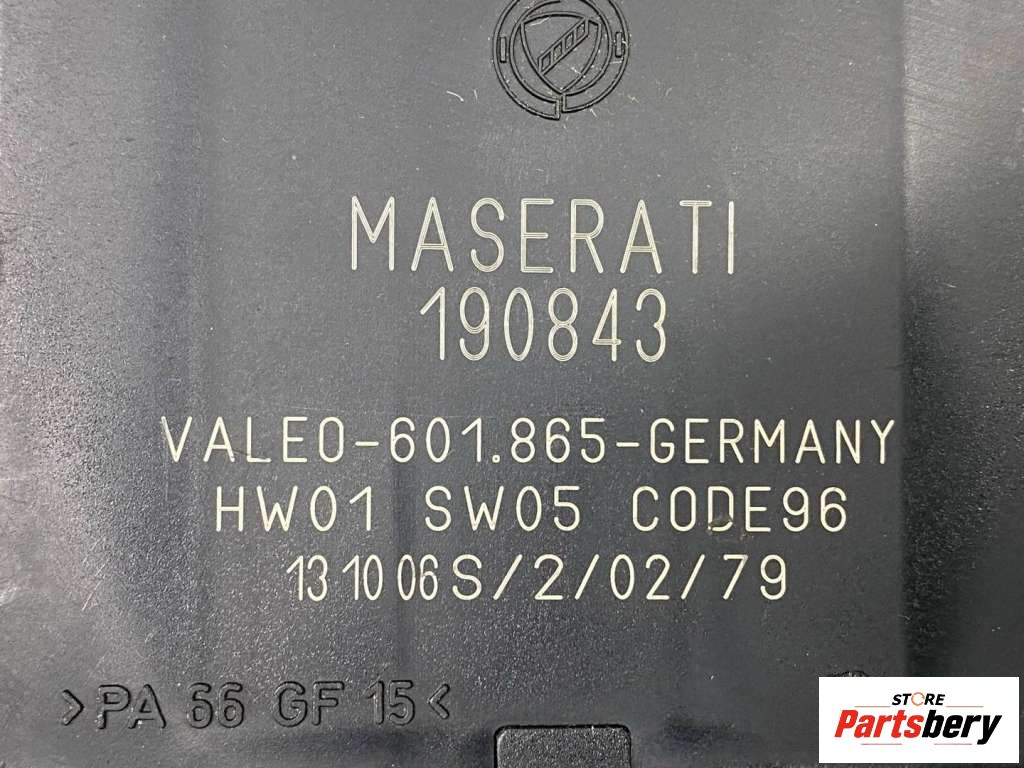 MASERATI
190843
VALEO-601.865-GERMANY
HW01 SW05 CODE96
13 10 06 S/2/02/79
>PA 66 GF 15<
STORE
Partsbery